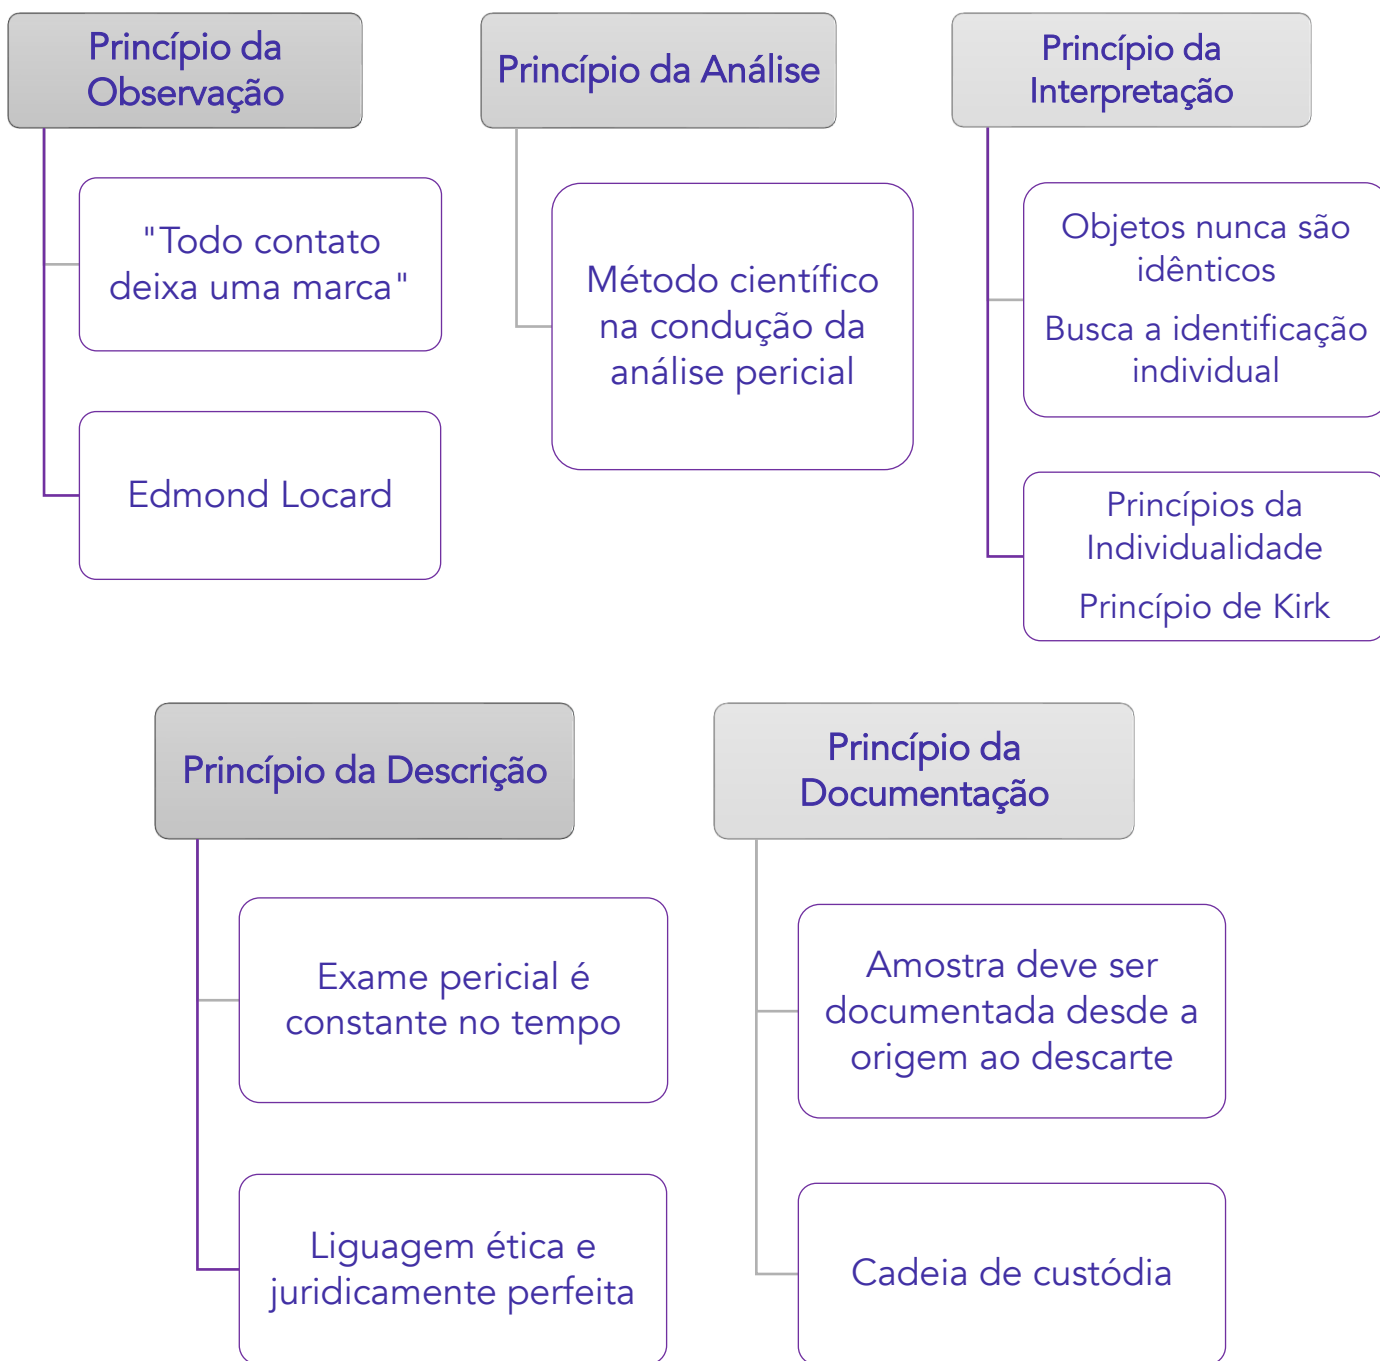 Princípio da
Observação
"Todo contato
deixa uma marca"
Edmond Locard
Princípio da Análise
Método científico
na condução da
análise pericial
Princípio da
Interpretação
Objetos nunca são
idênticos
Busca a identificação
individual
Princípios da
Individualidade
Princípio de Kirk
Princípio da Descrição
Exame pericial é
constante no tempo
Liguagem ética e
juridicamente perfeita
Princípio da
Documentação
Amostra deve ser
documentada desde a
origem ao descarte
Cadeia de custódia